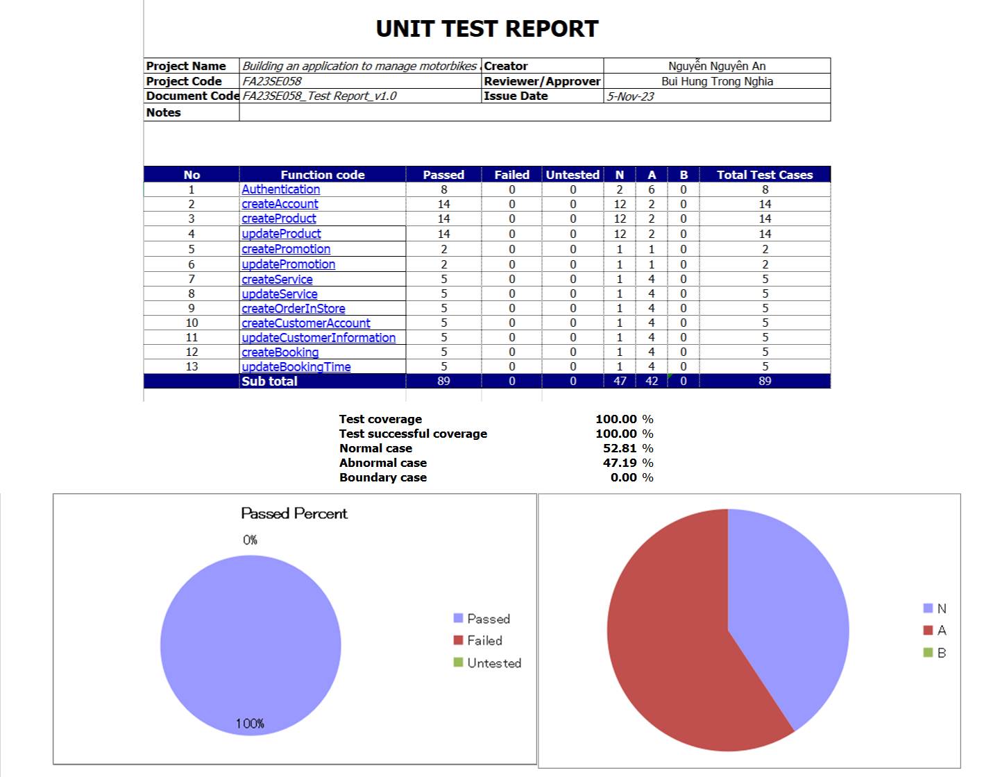 UNIT TEST REPORT
Project Name Building an application to manage motorbikes Creator Nguyễn Nguyên An
Project Code FA23SE058 Reviewer/Approver Bui Hung Trong Nghia
Document Code FA23SE058_Test Report_v1.0 Issue Date 5-Nov-23
Notes
No Function code Passed Failed Untested N A B Total Test Cases
1 Authentication 8 0 0 2 6 0 8
2 createAccount 14 0 0 12 2 0 14
3 createProduct 14 0 0 12 2 0 14
4 updateProduct 14 0 0 12 2 0 14
5 createPromotion 2 0 0 1 1 0 2
6 updatePromotion 2 0 0 1 1 0 2
7 createService 5 0 0 1 4 0 5
8 updateService 5 0 0 1 4 0 5
9 createOrderInStore 5 0 0 1 4 0 5
10 createCustomerAccount 5 0 0 1 4 0 5
11 updateCustomerInformation 5 0 0 1 4 0 5
12 createBooking 5 0 0 1 4 0 5
13 updateBookingTime 5 0 0 1 4 0 5
Sub total 89 0 0 47 42 0 89
Test coverage 100.00 %
Test successful coverage 100.00 %
Normal case 52.81 %
Abnormal case 47.19 %
Boundary case 0.00 %
Passed Percent
0%
100%
Passed
Failed
Untested
N
A
B